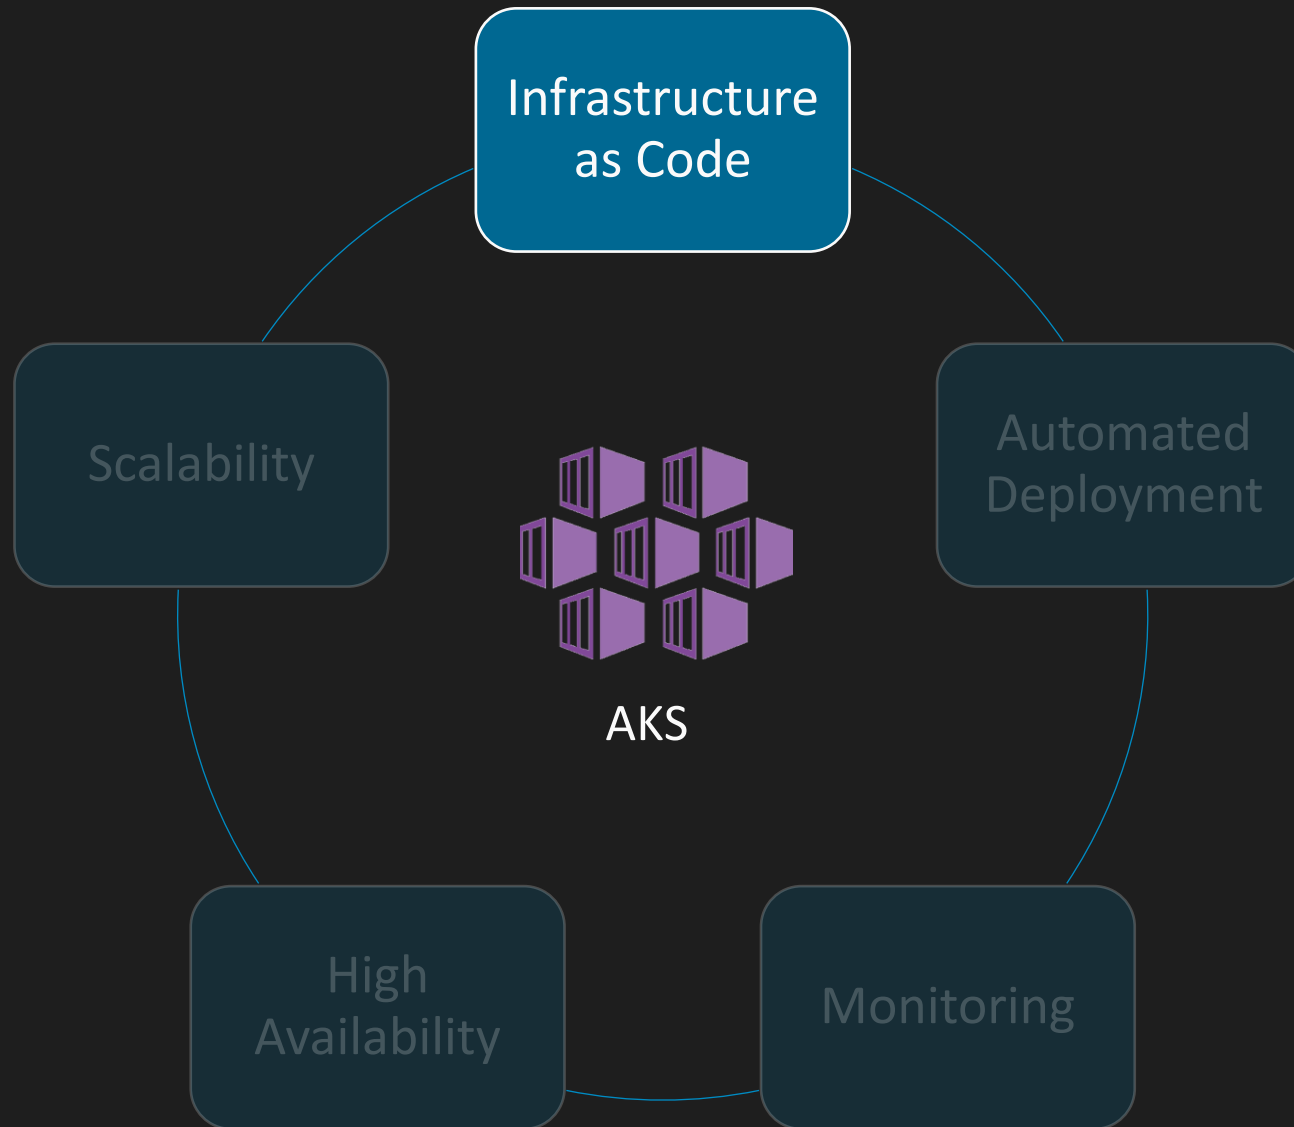 Infrastructure
as Code
Scalability
Automated
Deployment
AKS
High
Availability
Monitoring